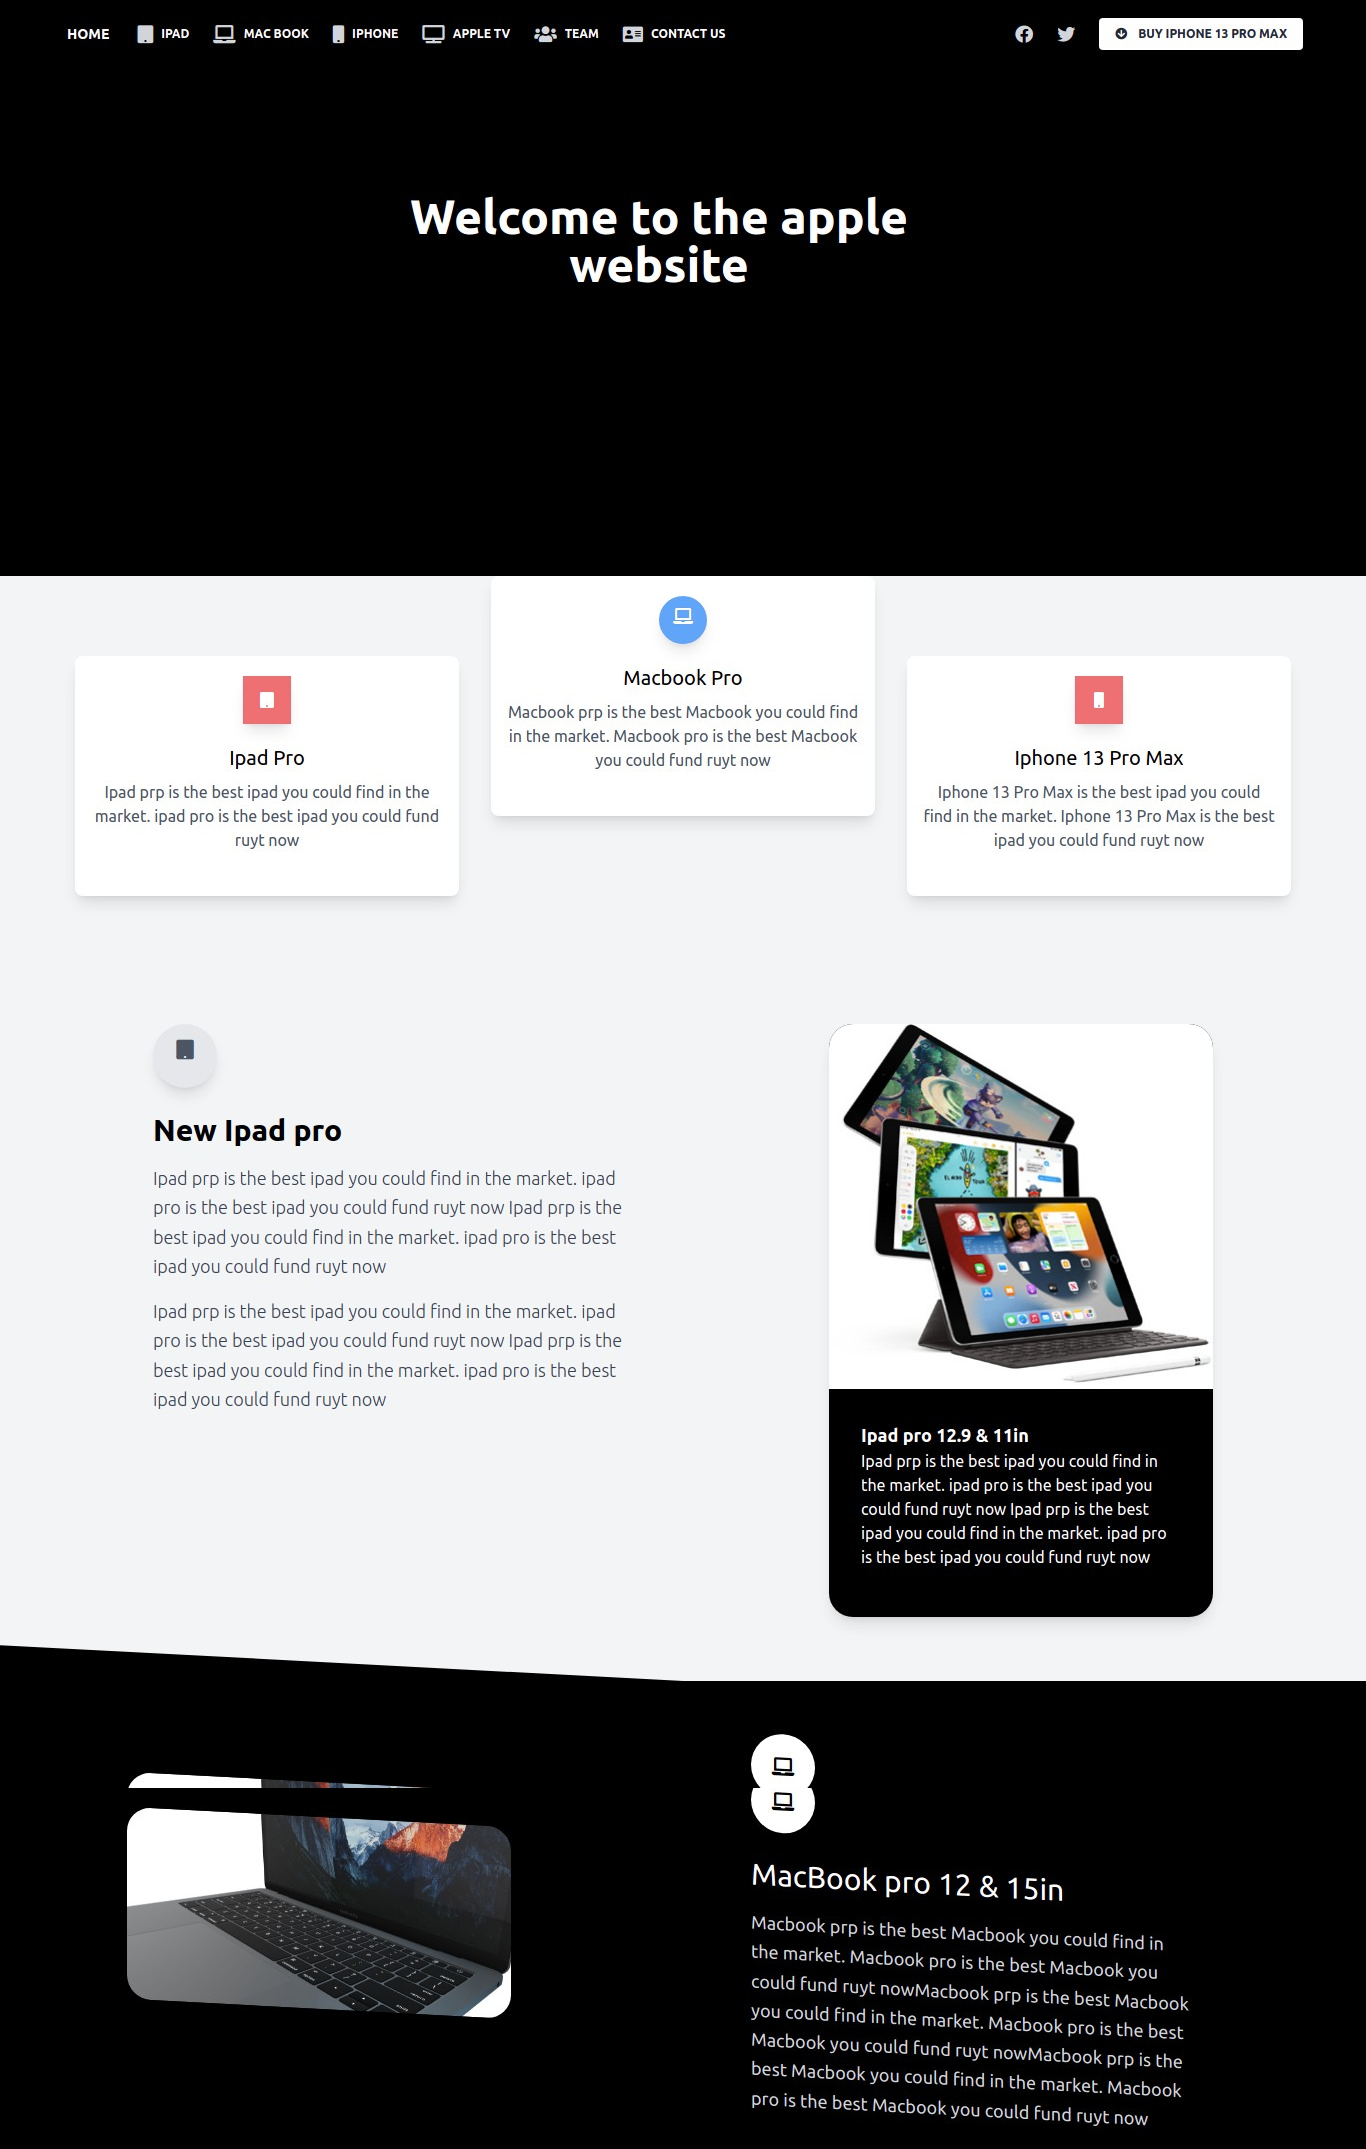 HOME IPAD MAC BOOK IPHONE APPLE TV TEAM CONTACT US BUY IPHONE 13 PRO MAX
Welcome to the apple
website
Ipad Pro
Ipad prp is the best ipad you could find in the
market. ipad pro is the best ipad you could fund
ruyt now
Macbook Pro
Macbook prp is the best Macbook you could find
in the market. Macbook pro is the best Macbook
you could fund ruyt now
Iphone 13 Pro Max
Iphone 13 Pro Max is the best ipad you could
find in the market. Iphone 13 Pro Max is the best
ipad you could fund ruyt now
New Ipad pro
Ipad prp is the best ipad you could find in the market. ipad
pro is the best ipad you could fund ruyt now Ipad prp is the
best ipad you could find in the market. ipad pro is the best
ipad you could fund ruyt now
Ipad prp is the best ipad you could find in the market. ipad
pro is the best ipad you could fund ruyt now Ipad prp is the
best ipad you could find in the market. ipad pro is the best
ipad you could fund ruyt now
Ipad pro 12.9 & 11in
Ipad prp is the best ipad you could find in
the market. ipad pro is the best ipad you
could fund ruyt now Ipad prp is the best
ipad you could find in the market. ipad pro
is the best ipad you could fund ruyt now
MacBook pro 12 & 15in
Macbook prp is the best Macbook you could find in
the market. Macbook pro is the best Macbook you
could fund ruyt nowMacbook prp is the best Macbook
you could find in the market. Macbook pro is the best
Macbook you could fund ruyt nowMacbook prp is the
best Macbook you could find in the market. Macbook
pro is the best Macbook you could fund ruyt now